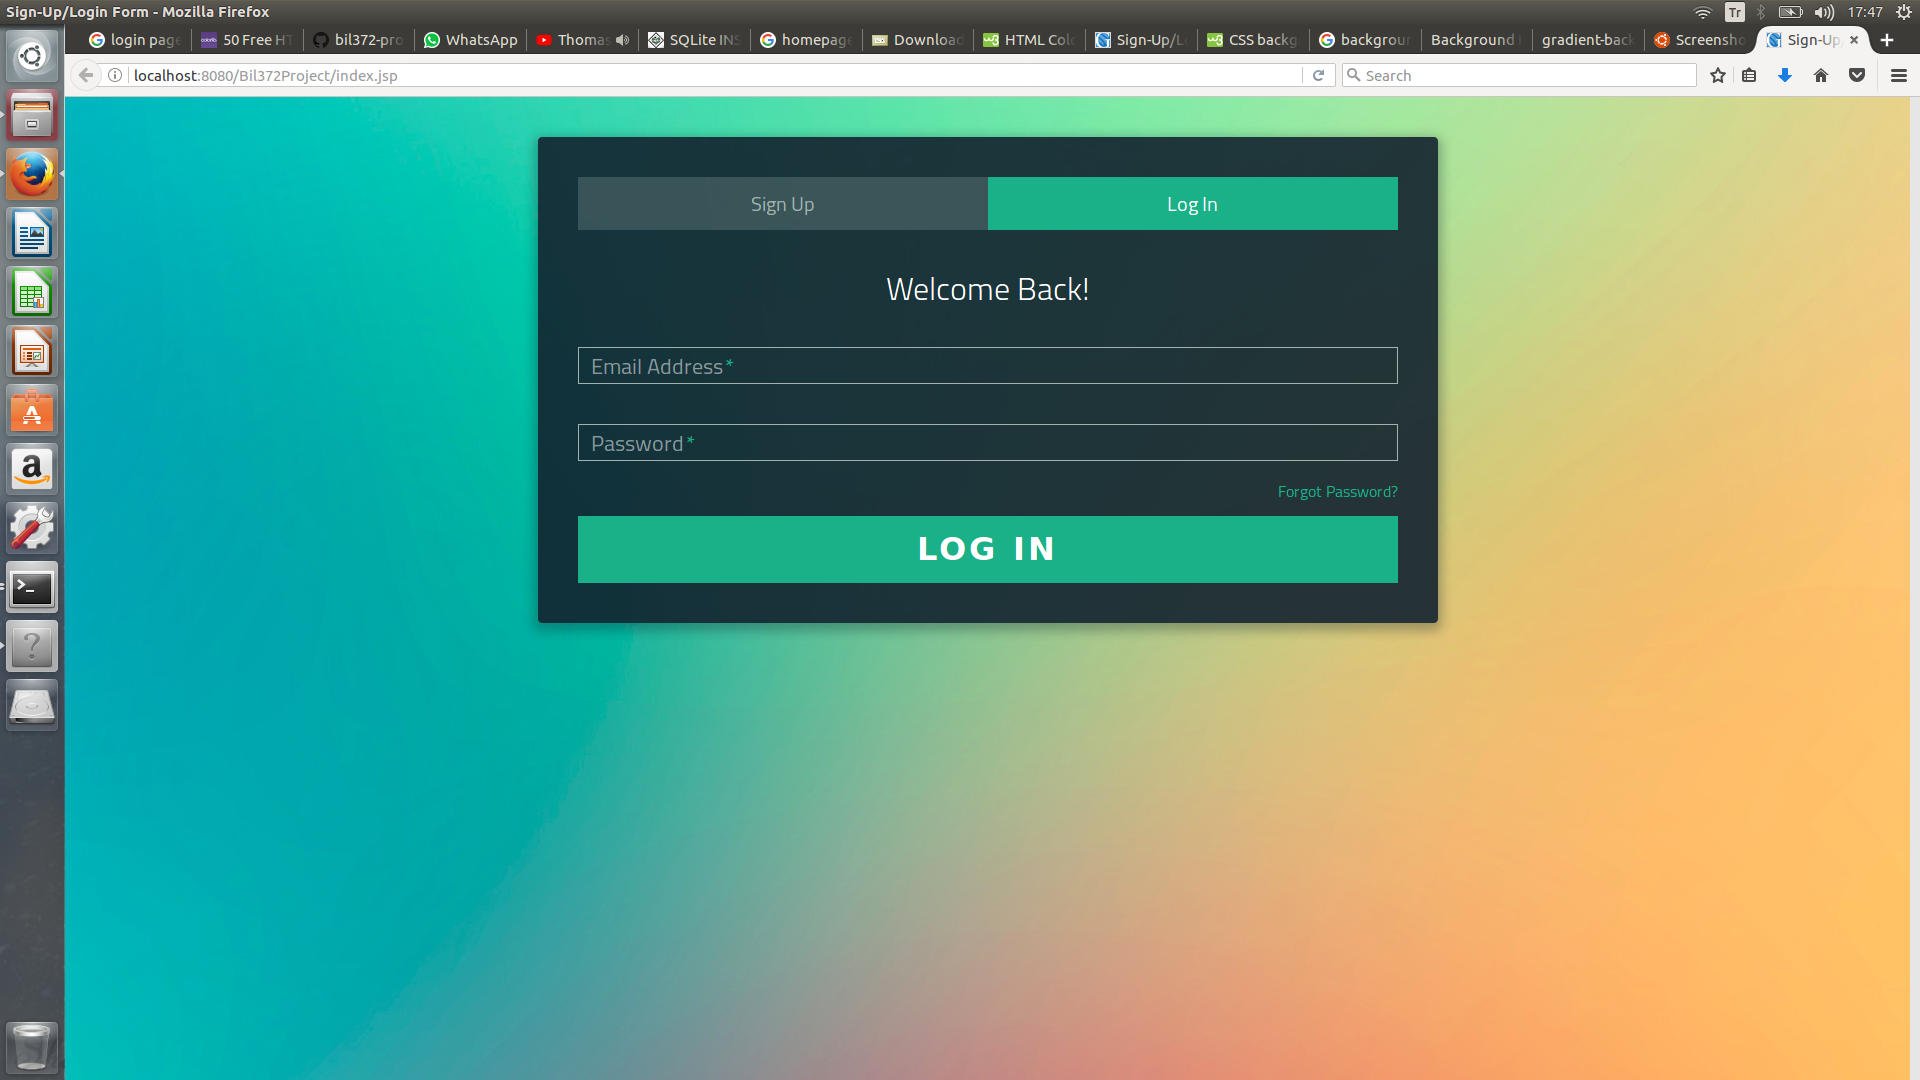 Sign-Up/Login Form - Mozilla Firefox
Tr
17:47
login page
50 Free HT
bil372-pro
WhatsApp
Thomas
SQLite INS
homepage
Download
HTML Colo
Sign-Up/L
CSS backg
backgroun
Background
gradient-back
Screensho
Sign-Up
localhost:8080/Bil372Project/index.jsp
Search
Sign Up
Log In
Welcome Back!
Email Address*
Password*
Forgot Password?
LOG IN